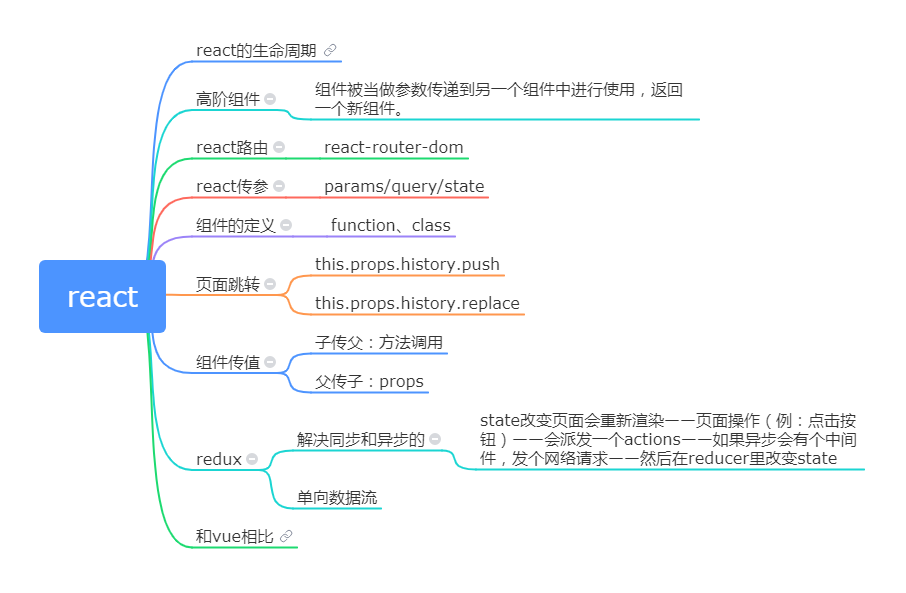 react的生命周期
高阶组件
组件被当做参数传递到另一个组件中进行使用，返回
一个新组件。
react路由
react-router-dom
react传参
params/query/state
组件的定义
function、class
react
页面跳转
this.props.history.push
this.props.history.replace
组件传值
子传父：方法调用
父传子：props
redux
解决同步和异步的
state改变页面会重新渲染一一页面操作（例：点击按
钮）一一会派发一个actions一一如果异步会有个中间
件，发个网络请求一一然后在reducer里改变state
单向数据流
和vue相比